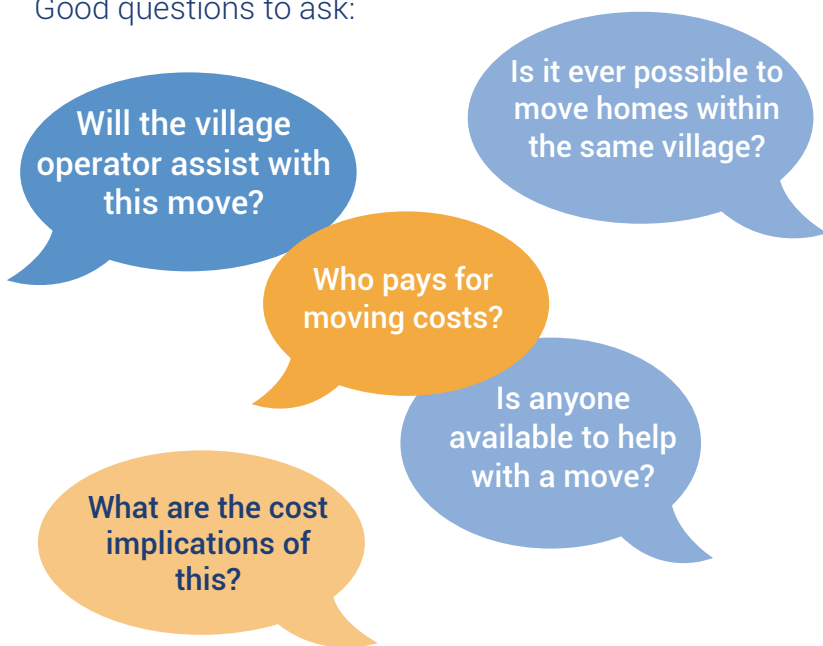 Good questions to ask:
Is it ever possible to
move homes within
the same village?
Will the village
operator assist with
this move?
Who pays for
moving costs?
Is anyone
available to help
with a move?
What are the cost
implications of
this?